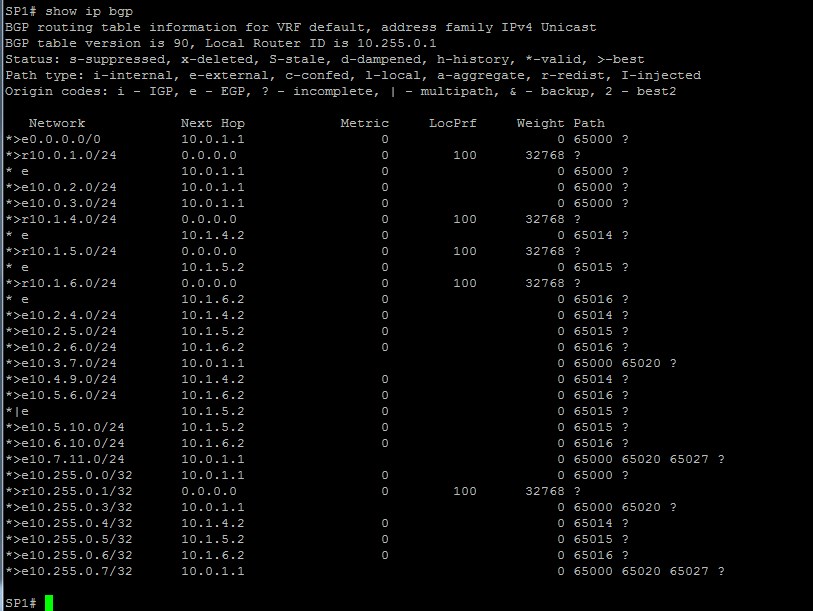 SP1# show ip bgp
BGP routing table information for VRF default, address family IPv4 Unicast
BGP table version is 90, Local Router ID is 10.255.0.1
Status: s-suppressed, x-deleted, S-stale, d-dampened, h-history, *-valid, >-best
Path type: i-internal, e-external, c-confed, l-local, a-aggregate, r-redist, I-injected
Origin codes: i - IGP, e - EGP, ? - incomplete, | - multipath, & - backup, 2 - best2
   Network            Next Hop            Metric     LocPrf     Weight Path
*>e0.0.0.0/0          10.0.1.1                 0                     0 65000 ?
*>r10.0.1.0/24        0.0.0.0                  0        100      32768 ?
* e                   10.0.1.1                 0                     0 65000 ?
*>e10.0.2.0/24        10.0.1.1                 0                     0 65000 ?
*>e10.0.3.0/24        10.0.1.1                 0                     0 65000 ?
*>r10.1.4.0/24        0.0.0.0                  0        100      32768 ?
* e                   10.1.4.2                 0                     0 65014 ?
*>r10.1.5.0/24        0.0.0.0                  0        100      32768 ?
* e                   10.1.5.2                 0                     0 65015 ?
*>r10.1.6.0/24        0.0.0.0                  0        100      32768 ?
* e                   10.1.6.2                 0                     0 65016 ?
*>e10.2.4.0/24        10.1.4.2                 0                     0 65014 ?
*>e10.2.5.0/24        10.1.5.2                 0                     0 65015 ?
*>e10.2.6.0/24        10.1.6.2                 0                     0 65016 ?
*>e10.3.7.0/24        10.0.1.1                                       0 65000 65020 ?
*>e10.4.9.0/24        10.1.4.2                 0                     0 65014 ?
*>e10.5.6.0/24        10.1.6.2                 0                     0 65016 ?
*|e                   10.1.5.2                 0                     0 65015 ?
*>e10.5.10.0/24       10.1.5.2                 0                     0 65015 ?
*>e10.6.10.0/24       10.1.6.2                 0                     0 65016 ?
*>e10.7.11.0/24       10.0.1.1                                       0 65000 65020 65027 ?
*>e10.255.0.0/32      10.0.1.1                 0                     0 65000 ?
*>r10.255.0.1/32      0.0.0.0                  0        100      32768 ?
*>e10.255.0.3/32      10.0.1.1                                       0 65000 65020 ?
*>e10.255.0.4/32      10.1.4.2                 0                     0 65014 ?
*>e10.255.0.5/32      10.1.5.2                 0                     0 65015 ?
*>e10.255.0.6/32      10.1.6.2                 0                     0 65016 ?
*>e10.255.0.7/32      10.0.1.1                                       0 65000 65020 65027 ?
SP1#